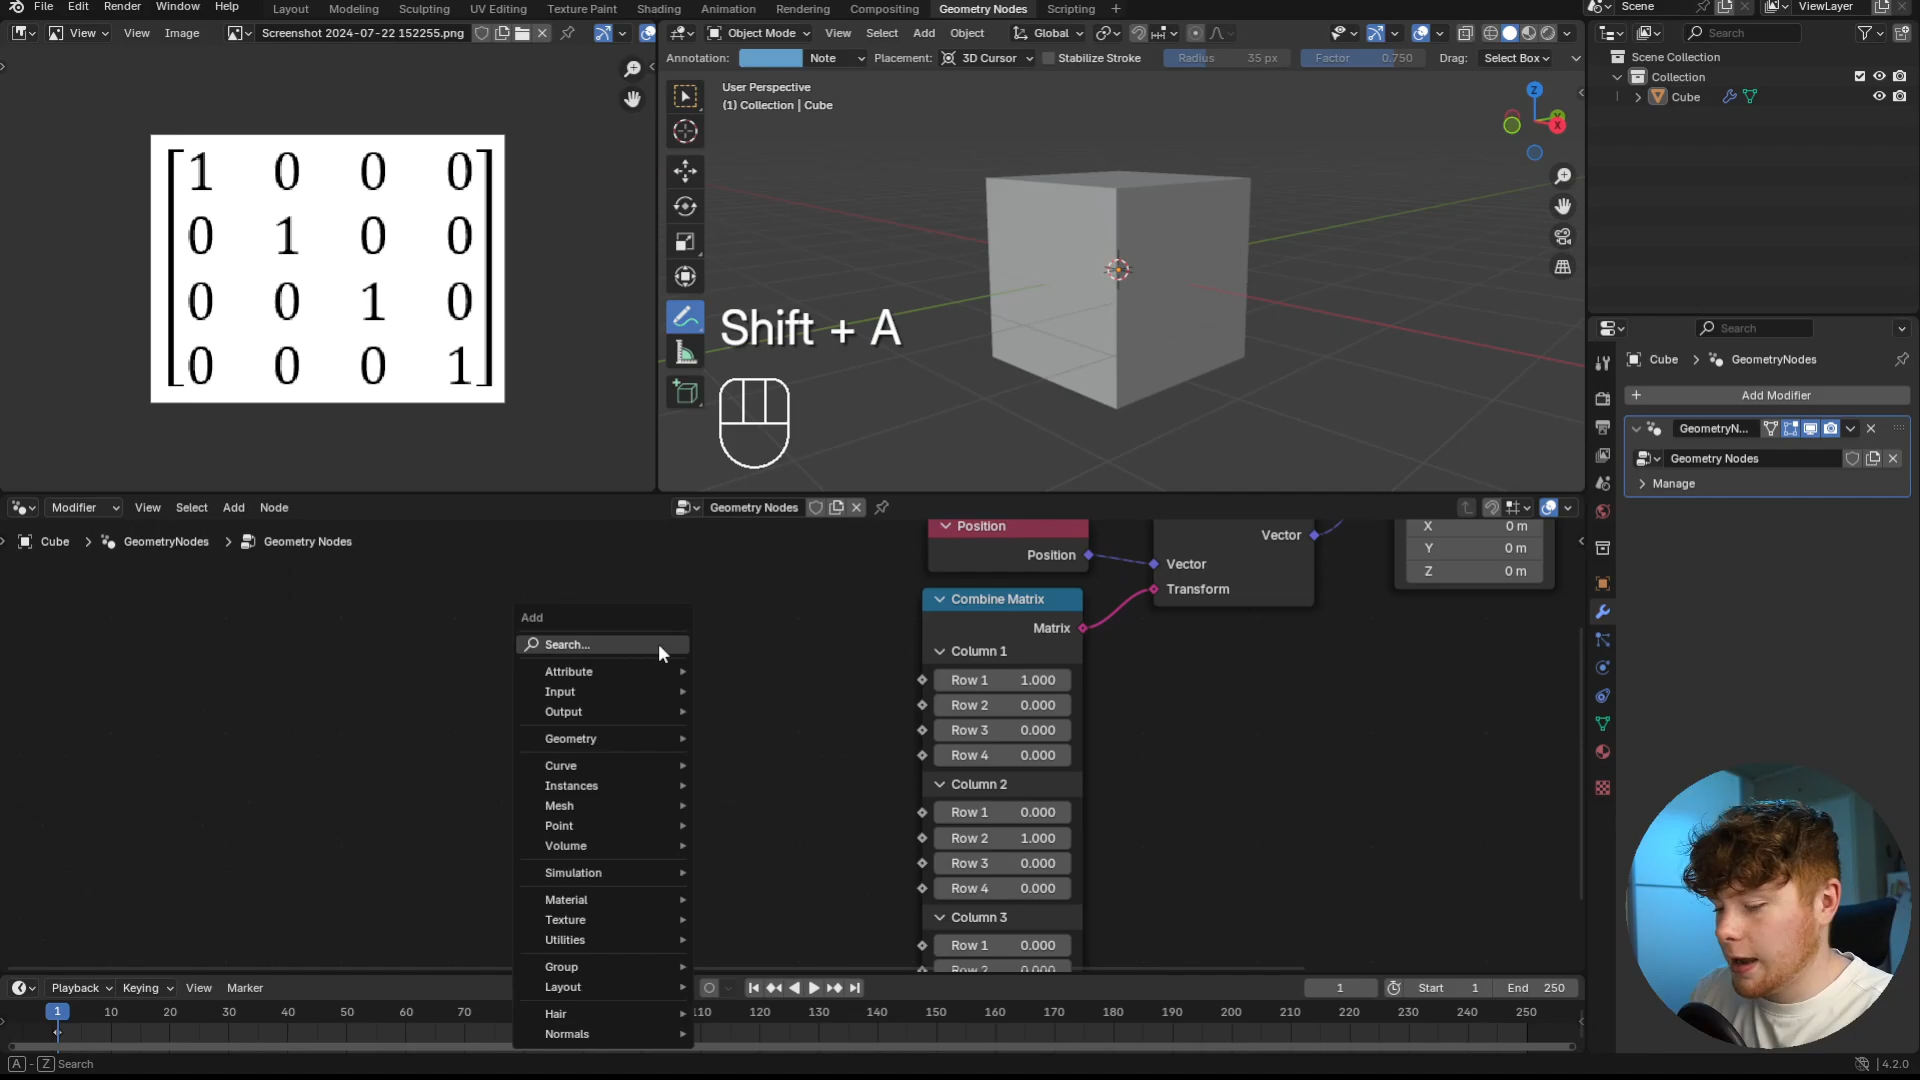 File Edit Render Window Help
Layout Modeling Sculpting UV Editing Texture Paint Shading Animation Rendering Compositing Geometry Nodes Scripting +
Scene ViewLayer
View View Image Screenshot 2024-07-22 152255.png
Object Mode View Select Add Object Global
Search
Annotation: Note Placement: 3D Cursor Stabilize Stroke Radius 35 px Factor 0.750 Drag: Select Box
Scene Collection
Collection
Cube
User Perspective
(1) Collection | Cube
Z
X
1 0 0 0
0 1 0 0
0 0 1 0
0 0 0 1
Shift + A
Search
Cube > GeometryNodes
+ Add Modifier
GeometryN...
Geometry Nodes
Manage
Modifier View Select Add Node Geometry Nodes
Cube > GeometryNodes > Geometry Nodes
Add
Search...
Attribute
Input
Output
Geometry
Curve
Instances
Mesh
Point
Volume
Simulation
Material
Texture
Utilities
Group
Layout
Hair
Normals
Position
Position
Vector
Vector
Transform
X 0 m
Y 0 m
Z 0 m
Combine Matrix
Matrix
Column 1
Row 1 1.000
Row 2 0.000
Row 3 0.000
Row 4 0.000
Column 2
Row 1 0.000
Row 2 1.000
Row 3 0.000
Row 4 0.000
Column 3
Row 1 0.000
Row 2 0.000
Playback Keying View Marker 1 Start 1 End 250
1 10 20 30 40 50 60 70 110 120 130 140 150 160 170 180 190 200 210 220 230 240 250
A - Z Search 4.2.0